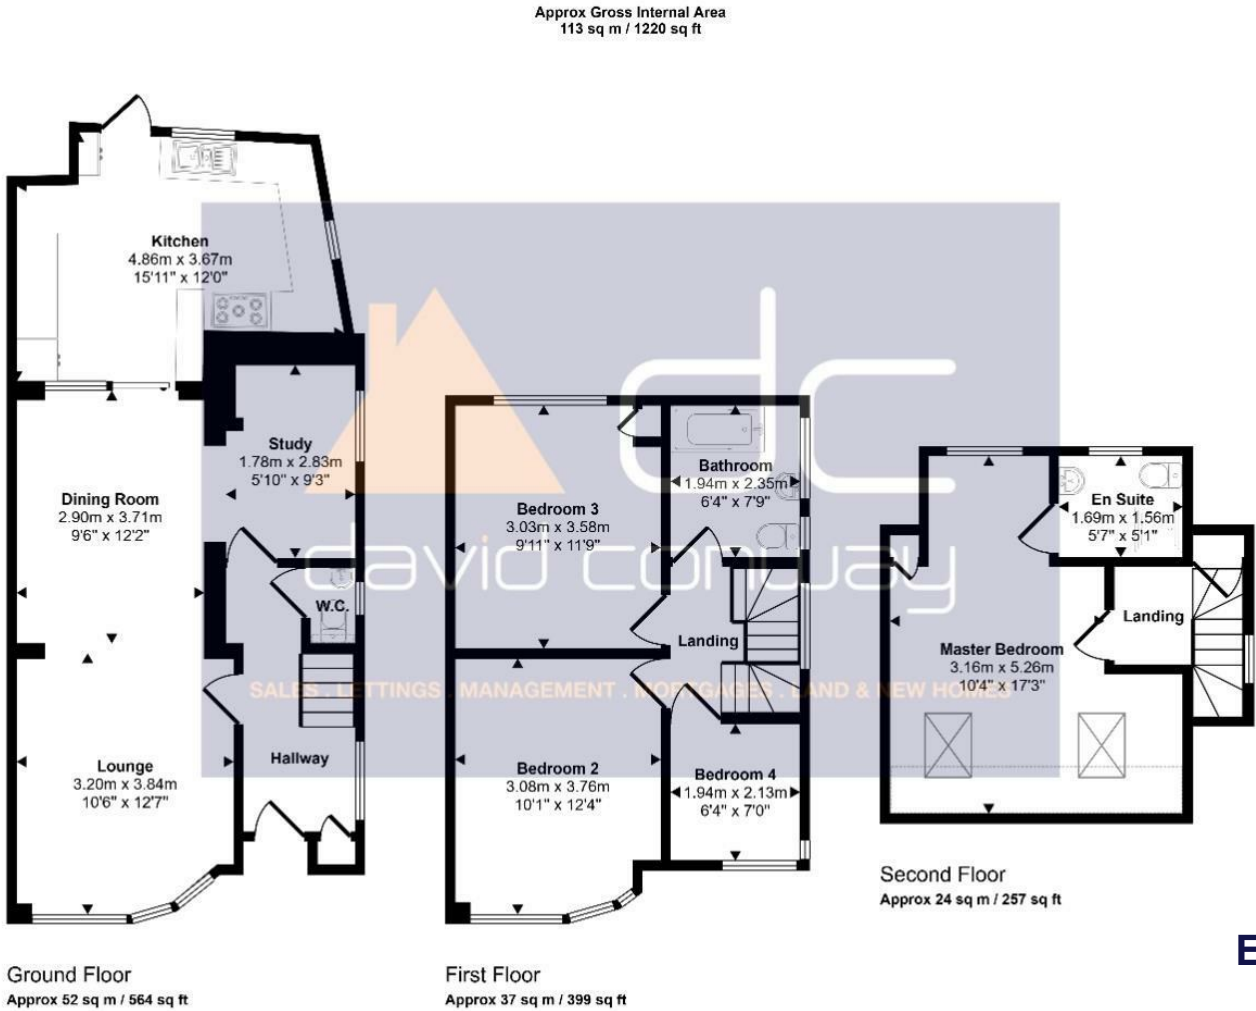 Approx Gross Internal Area
113 sq m / 1220 sq ft
Kitchen
4.86m x 3.67m
15'11" x 12'0"
Study
1.78m x 2.83m
5'10" x 9'3"
Dining Room
2.90m x 3.71m
9'6" x 12'2"
W.C.
Lounge
3.20m x 3.84m
10'6" x 12'7"
Hallway
Ground Floor
Approx 52 sq m / 564 sq ft
Bedroom 3
3.03m x 3.58m
9'11" x 11'9"
Bathroom
1.94m x 2.35m
6'4" x 7'9"
Landing
Bedroom 2
3.08m x 3.76m
10'1" x 12'4"
Bedroom 4
1.94m x 2.13m
6'4" x 7'0"
First Floor
Approx 37 sq m / 399 sq ft
En Suite
1.69m x 1.56m
5'7" x 5'1"
Landing
Master Bedroom
3.16m x 5.26m
10'4" x 17'3"
Second Floor
Approx 24 sq m / 257 sq ft
dc
david conway
SALES . LETTINGS . MANAGEMENT . MORTGAGES . LAND & NEW HOMES
E